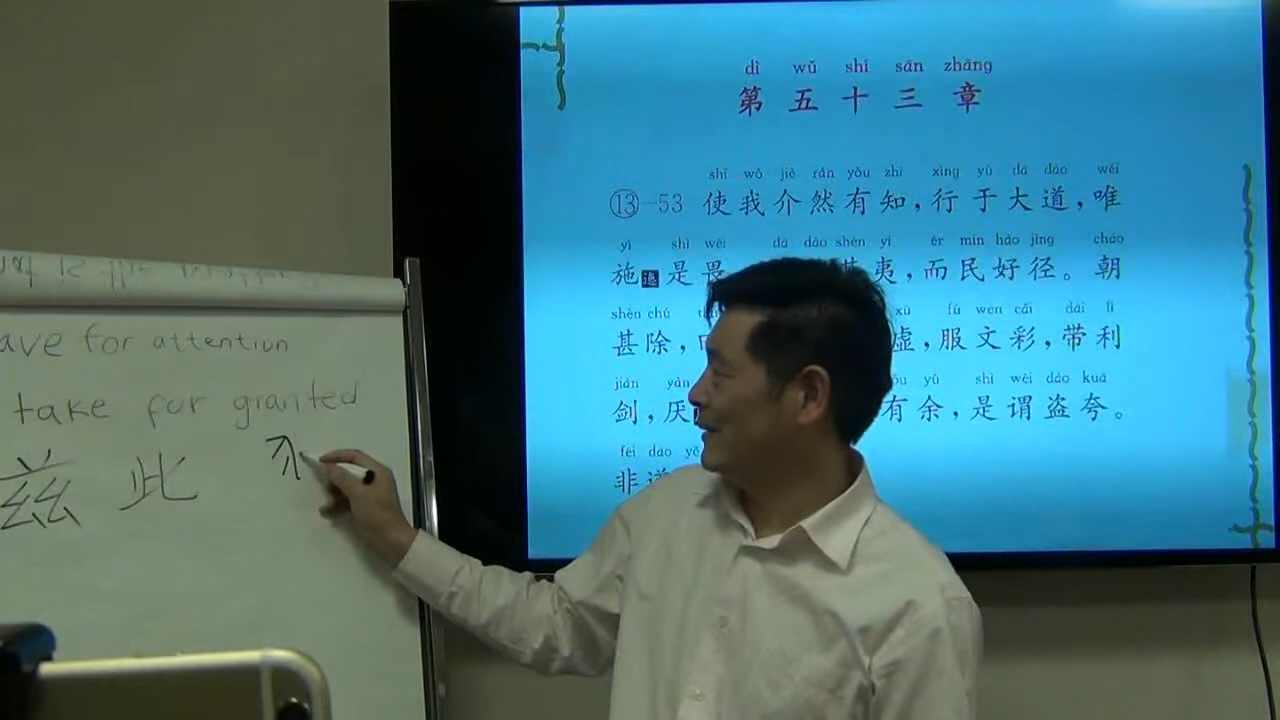 ave for attention
take for granted
兹 此
dì wǔ shí sān zhāng
第五十三章
shǐ wǒ jiè rán yǒu zhī xíng yú dà dào wéi
⑬-53 使我介然有知,行于大道,唯
yì shì wèi dà dào shèn yí ér mín hào jìng cháo
施逸是畏 夷,而民好径。朝
shèn chú xū fú wén cǎi dài lì
甚除, 虚,服文彩,带利
jiàn yàn yǒu yú shì wèi dào kuā
剑,厌 有余,是谓盗夸。
fēi dào yě
非道